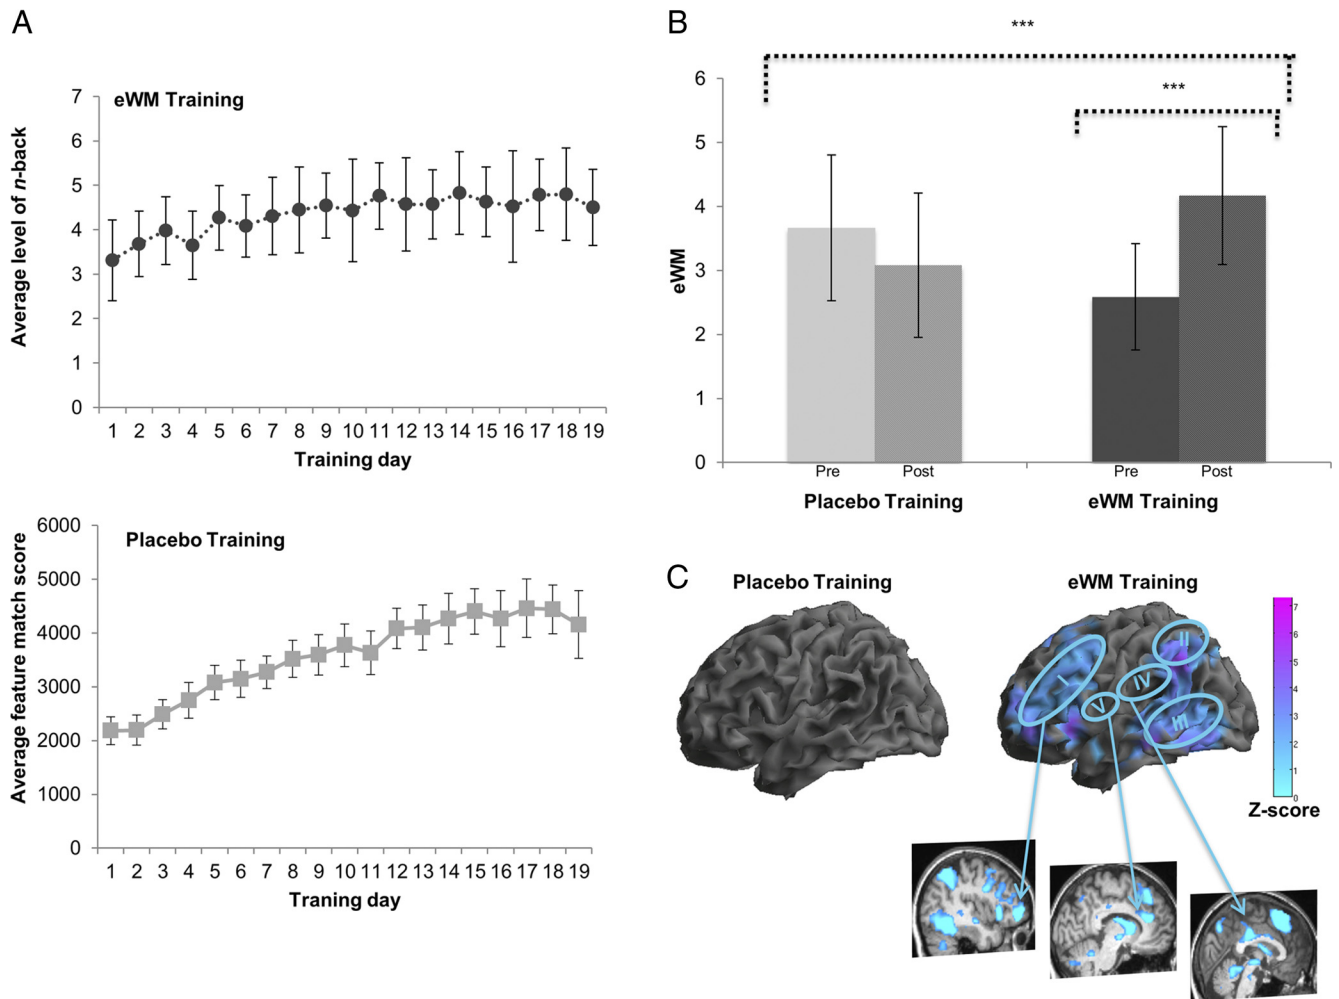 A
eWM Training
Average level of n-back
7
6
5
4
3
2
1
0
1 2 3 4 5 6 7 8 9 10 11 12 13 14 15 16 17 18 19
Training day
Placebo Training
Average feature match score
6000
5000
4000
3000
2000
1000
0
1 2 3 4 5 6 7 8 9 10 11 12 13 14 15 16 17 18 19
Traning day
B
***
***
eWM
6
5
4
3
2
1
0
Pre Post Pre Post
Placebo Training eWM Training
C
Placebo Training eWM Training
I
II
III
IV
V
7
6
5
4
3
2
1
0
Z-score